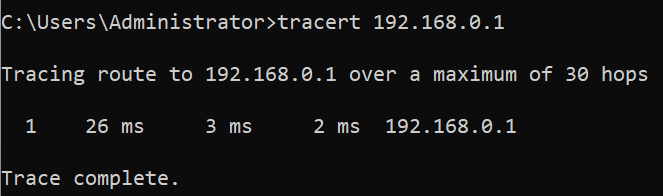 C:\Users\Administrator>tracert 192.168.0.1
Tracing route to 192.168.0.1 over a maximum of 30 hops
1 26 ms 3 ms 2 ms 192.168.0.1
Trace complete.